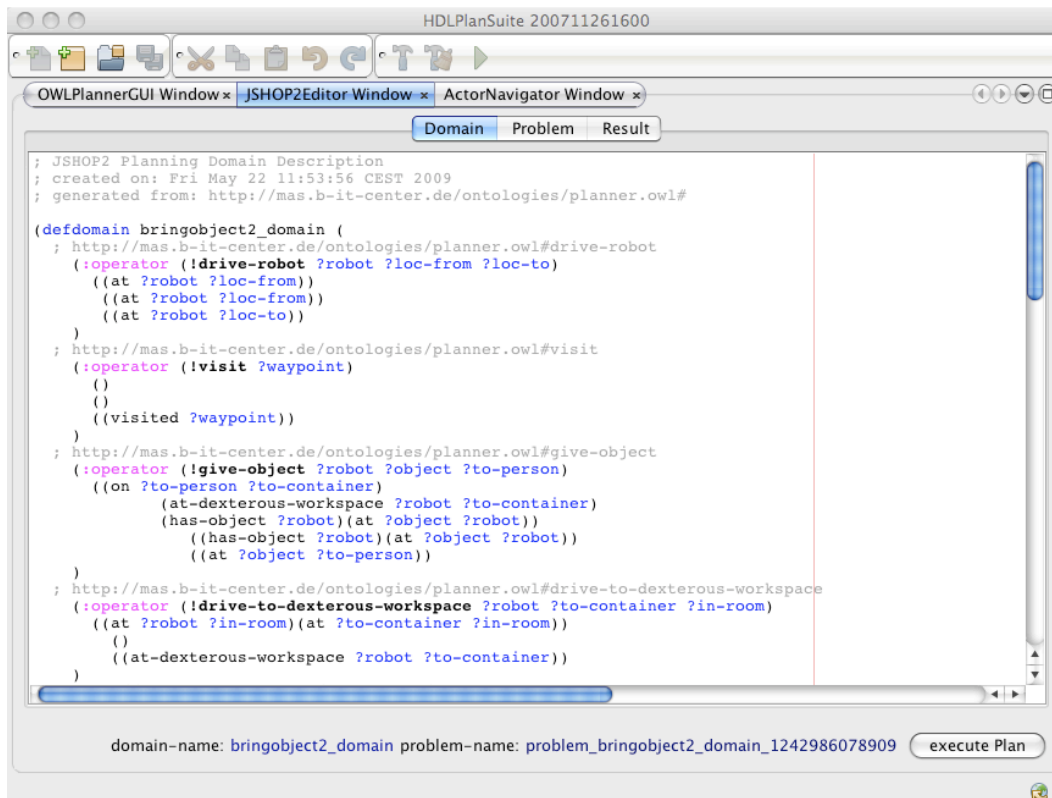 HDLPlanSuite 200711261600
OWLPlannerGUI Window × JSHOP2Editor Window × ActorNavigator Window ×
Domain Problem Result
; JSHOP2 Planning Domain Description
; created on: Fri May 22 11:53:56 CEST 2009
; generated from: http://mas.b-it-center.de/ontologies/planner.owl#
(defdomain bringobject2_domain (
; http://mas.b-it-center.de/ontologies/planner.owl#drive-robot
(:operator (!drive-robot ?robot ?loc-from ?loc-to)
((at ?robot ?loc-from))
((at ?robot ?loc-from))
((at ?robot ?loc-to))
)
; http://mas.b-it-center.de/ontologies/planner.owl#visit
(:operator (!visit ?waypoint)
()
()
((visited ?waypoint))
)
; http://mas.b-it-center.de/ontologies/planner.owl#give-object
(:operator (!give-object ?robot ?object ?to-person)
((on ?to-person ?to-container)
(at-dexterous-workspace ?robot ?to-container)
(has-object ?robot)(at ?object ?robot))
((has-object ?robot)(at ?object ?robot))
((at ?object ?to-person))
)
; http://mas.b-it-center.de/ontologies/planner.owl#drive-to-dexterous-workspace
(:operator (!drive-to-dexterous-workspace ?robot ?to-container ?in-room)
((at ?robot ?in-room)(at ?to-container ?in-room))
()
((at-dexterous-workspace ?robot ?to-container))
)
domain-name: bringobject2_domain problem-name: problem_bringobject2_domain_1242986078909 execute Plan